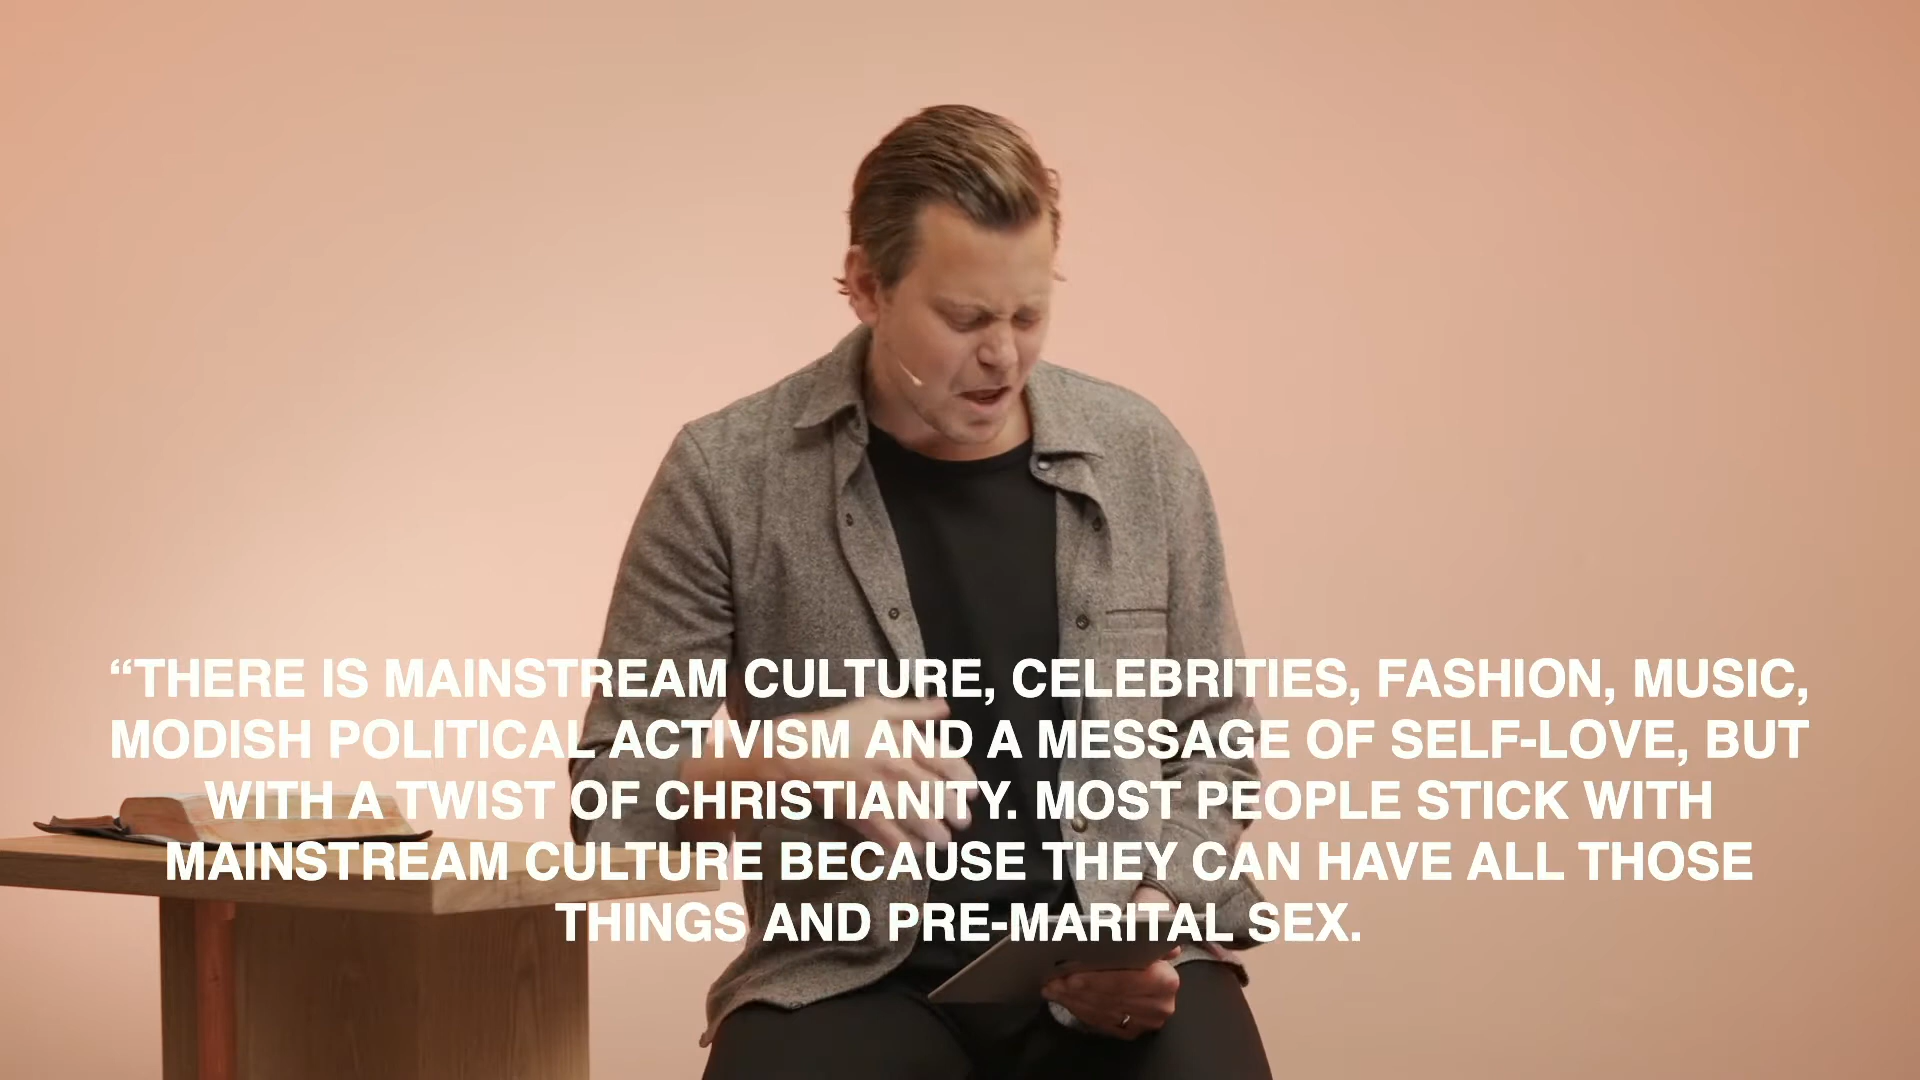 “THERE IS MAINSTREAM CULTURE, CELEBRITIES, FASHION, MUSIC,
MODISH POLITICAL ACTIVISM AND A MESSAGE OF SELF-LOVE, BUT
WITH A TWIST OF CHRISTIANITY. MOST PEOPLE STICK WITH
MAINSTREAM CULTURE BECAUSE THEY CAN HAVE ALL THOSE
THINGS AND PRE-MARITAL SEX.